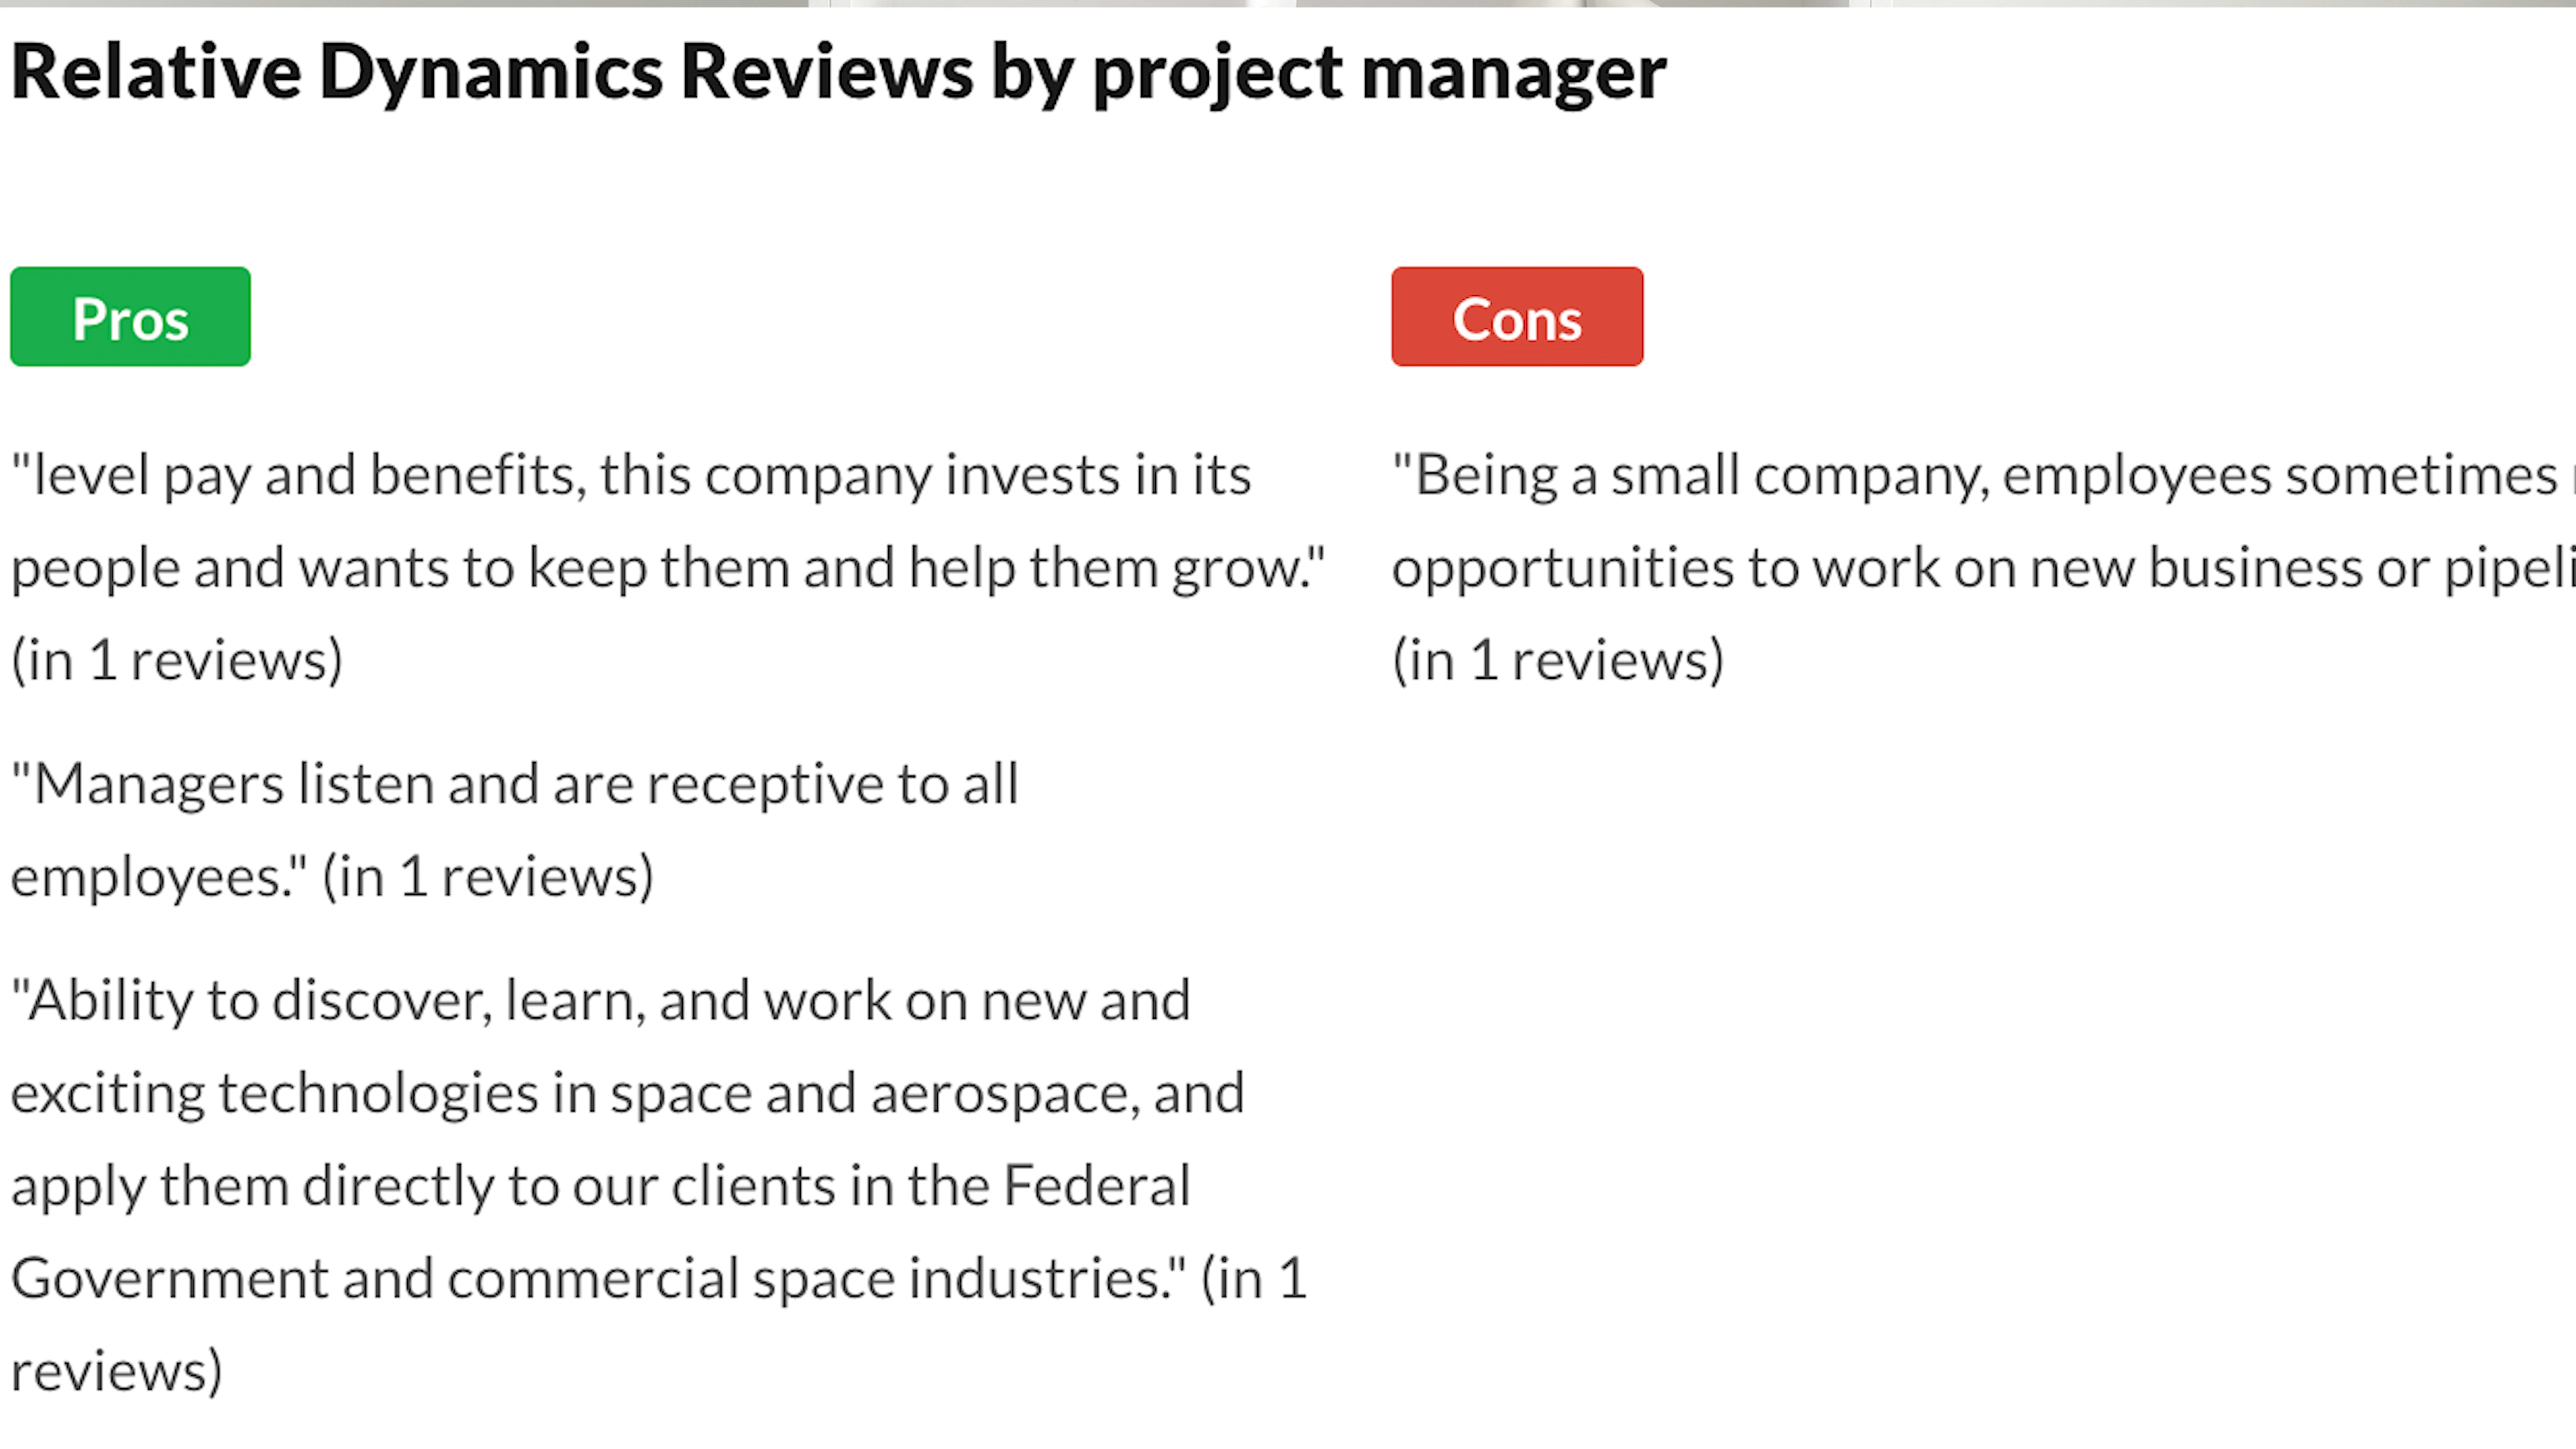 Relative Dynamics Reviews by project manager
Pros
"level pay and benefits, this company invests in its
people and wants to keep them and help them grow."
(in 1 reviews)
"Managers listen and are receptive to all
employees." (in 1 reviews)
"Ability to discover, learn, and work on new and
exciting technologies in space and aerospace, and
apply them directly to our clients in the Federal
Government and commercial space industries." (in 1
reviews)
Cons
"Being a small company, employees sometimes
opportunities to work on new business or
(in 1 reviews)